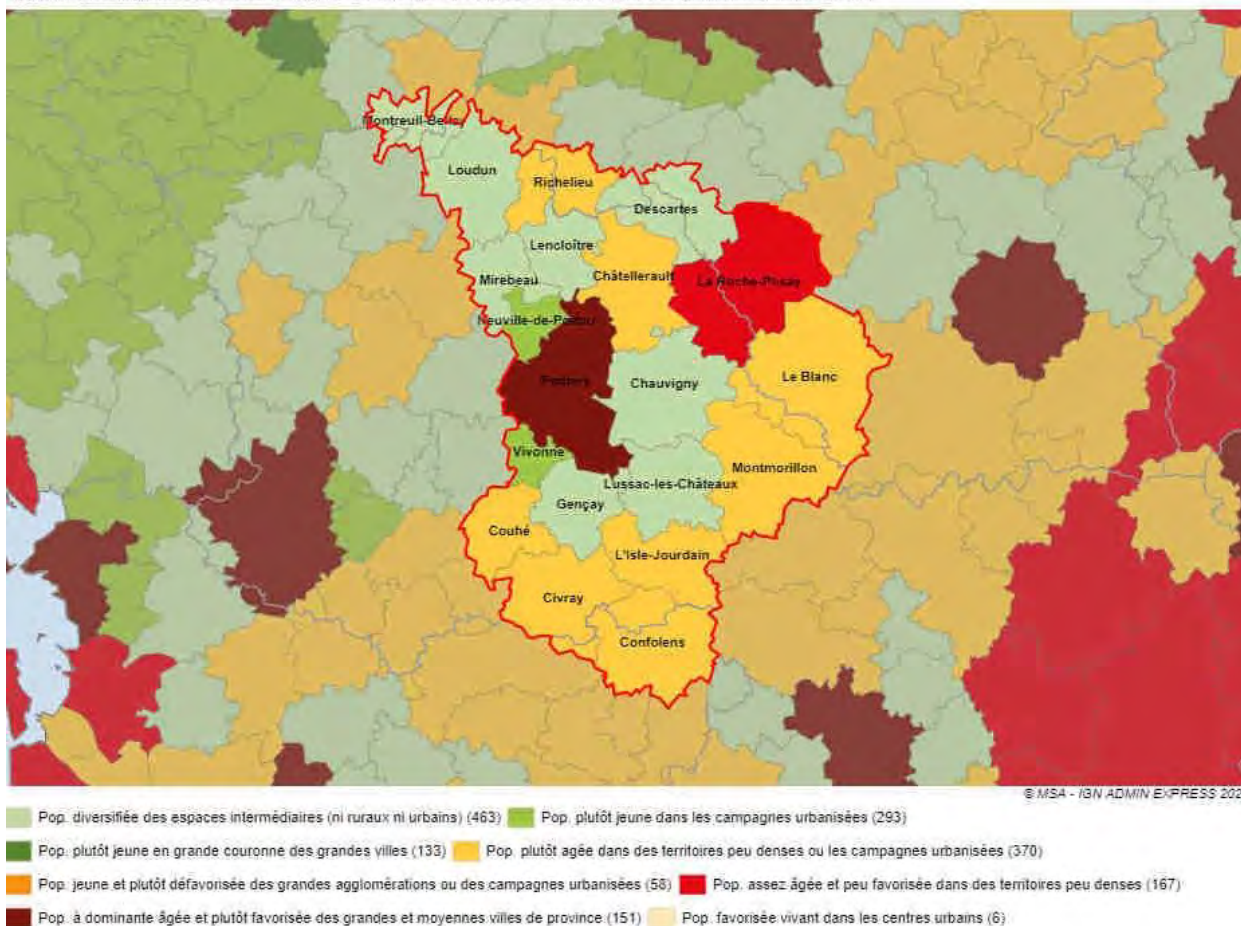 Montreuil-Bellay
Loudun
Richelieu
Descartes
Lencloître
Châtellerault
La Roche-Posay
Mirebeau
Neuville-de-Poitou
Poitiers
Chauvigny
Le Blanc
Vivonne
Montmorillon
Lussac-les-Châteaux
Gençay
Couhé
L'Isle-Jourdain
Civray
Confolens
© MSA - IGN ADMIN EXPRESS 202
Pop. diversifiée des espaces intermédiaires (ni ruraux ni urbains) (463) Pop. plutôt jeune dans les campagnes urbanisées (293)
Pop. plutôt jeune en grande couronne des grandes villes (133) Pop. plutôt agée dans des territoires peu denses ou les campagnes urbanisées (370)
Pop. jeune et plutôt défavorisée des grandes agglomérations ou des campagnes urbanisées (58) Pop. assez âgée et peu favorisée dans des territoires peu denses (167)
Pop. à dominante âgée et plutôt favorisée des grandes et moyennes villes de province (151) Pop. favorisée vivant dans les centres urbains (6)